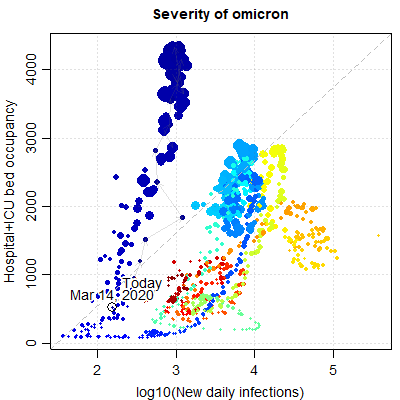 Severity of omicron
Hospital+ICU bed occupancy
4000
3000
2000
1000
0
Today
Mar 14, 2020
2 3 4 5
log10(New daily infections)